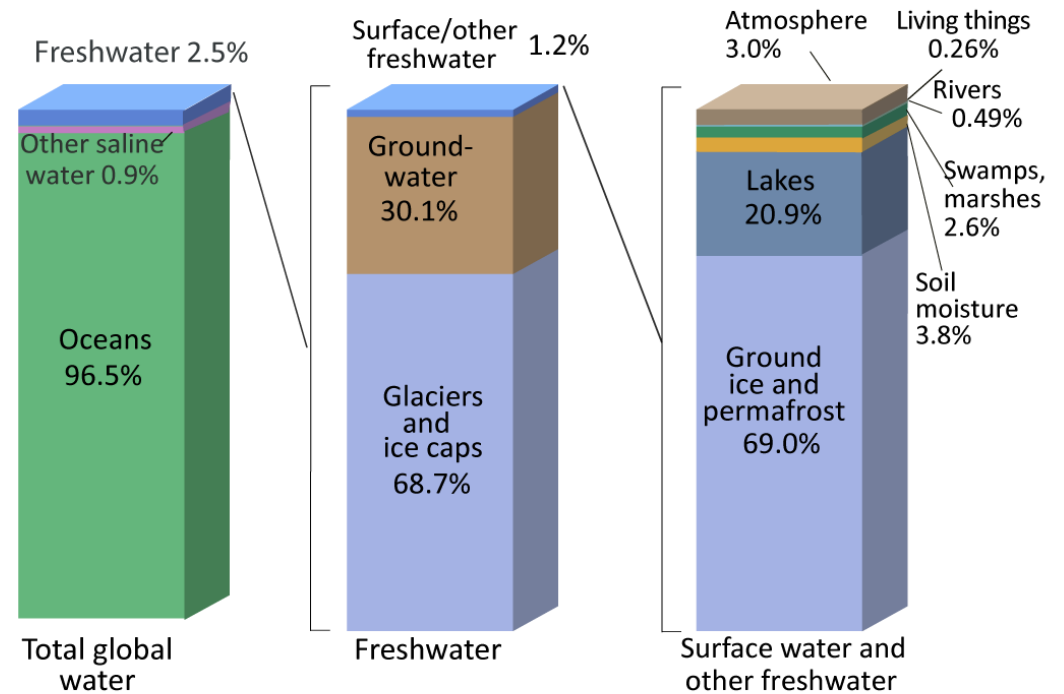 Freshwater 2.5%
Other saline
water 0.9%
Oceans
96.5%
Total global
water
Surface/other
freshwater
1.2%
Ground-
water
30.1%
Glaciers
and
ice caps
68.7%
Freshwater
Atmosphere
3.0%
Living things
0.26%
Rivers
0.49%
Swamps,
marshes
2.6%
Soil
moisture
3.8%
Lakes
20.9%
Ground
ice and
permafrost
69.0%
Surface water and
other freshwater